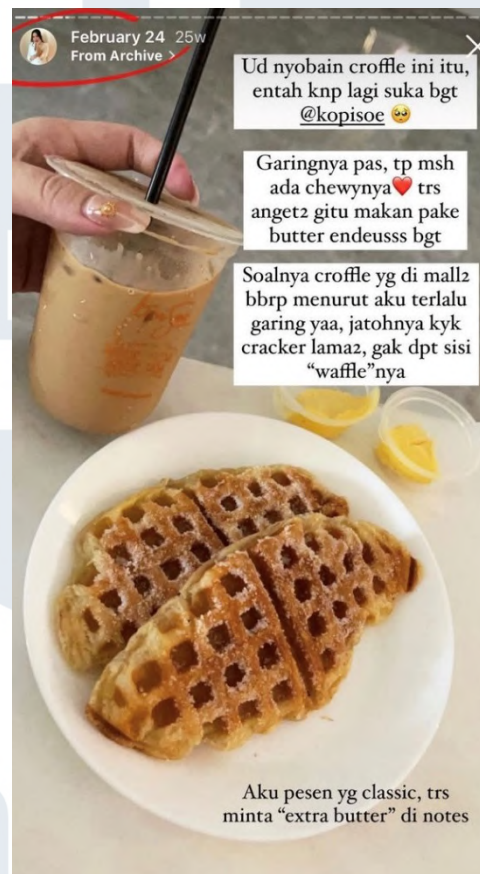 February 24 25w
From Archive >
Ud nyobain croffle ini itu,
entah knp lagi suka bgt
@kopisoe 🥺
Garingnya pas, tp msh
ada chewynya❤️ trs
anget2 gitu makan pake
butter endeusss bgt
Soalnya croffle yg di mall2
bbrp menurut aku terlalu
garing yaa, jatohnya kyk
cracker lama2, gak dpt sisi
“waffle”nya
Aku pesen yg classic, trs
minta “extra butter” di notes